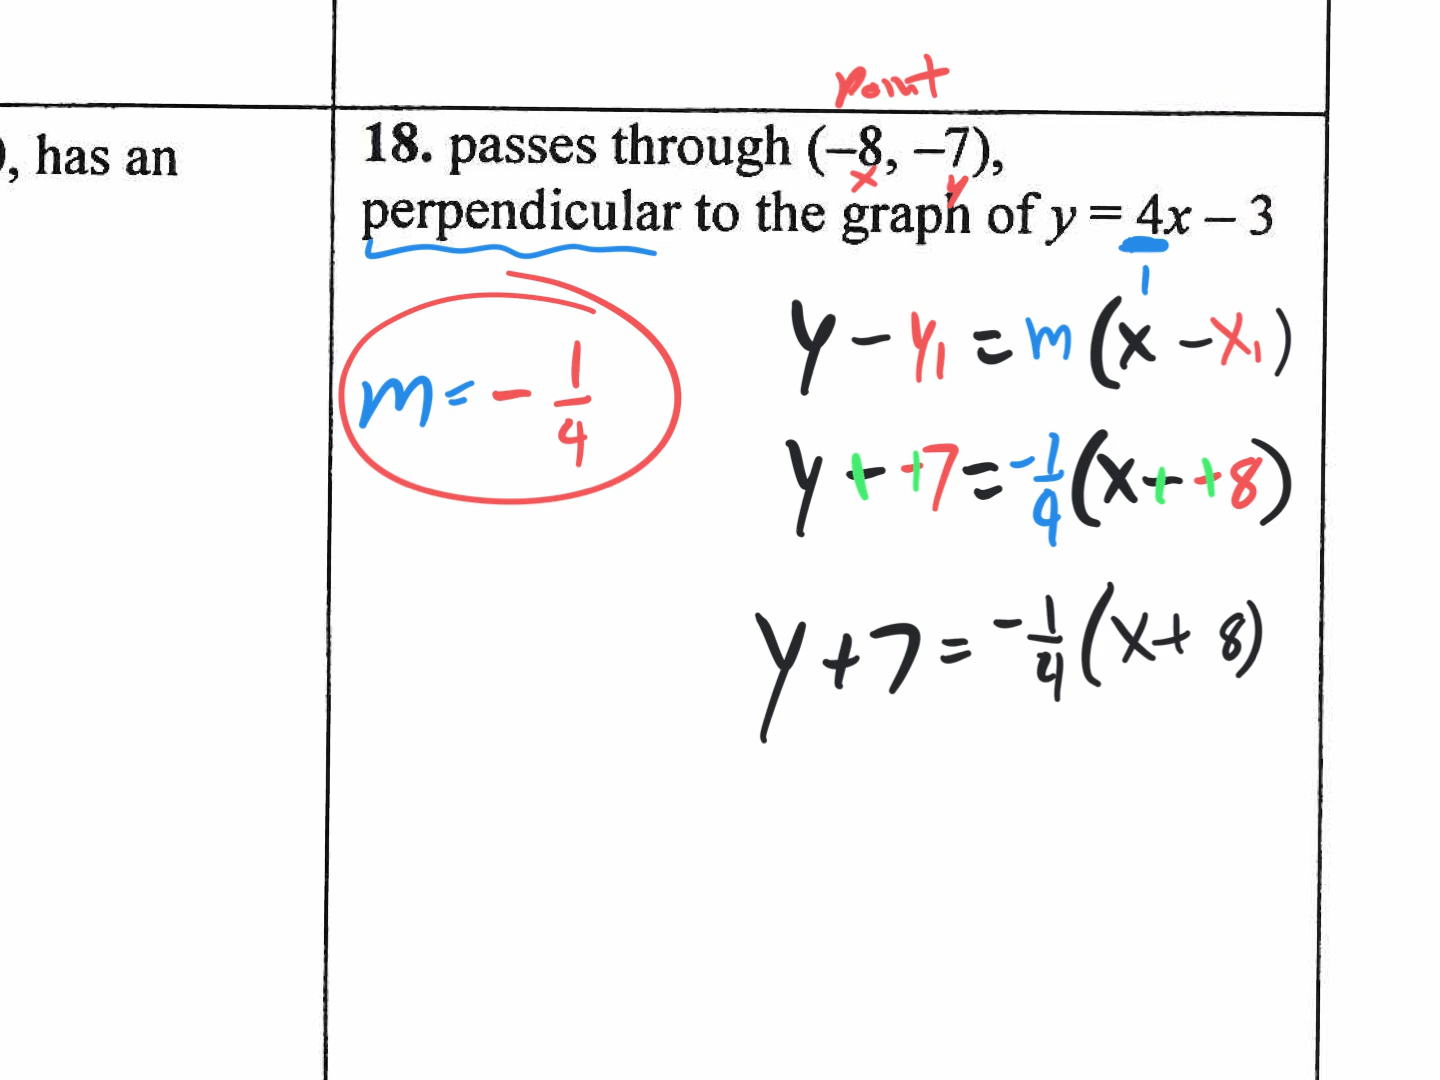 point
), has an
18. passes through (–8, –7),
x y
perpendicular to the graph of y = 4x – 3
1
y - y₁ = m(x - x₁)
m = - 1/4
y + +7 = -1/4(x + +8)
y + 7 = -1/4(x + 8)